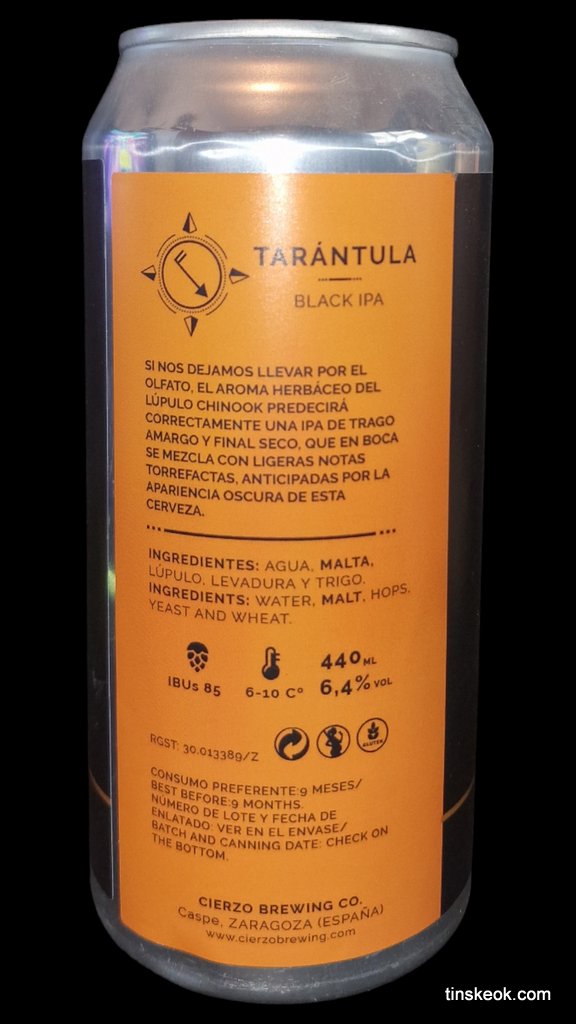 TARÁNTULA
BLACK IPA
SI NOS DEJAMOS LLEVAR POR EL
OLFATO, EL AROMA HERBÁCEO DEL
LÚPULO CHINOOK PREDECIRÁ
CORRECTAMENTE UNA IPA DE TRAGO
AMARGO Y FINAL SECO, QUE EN BOCA
SE MEZCLA CON LIGERAS NOTAS
TORREFACTAS, ANTICIPADAS POR LA
APARIENCIA OSCURA DE ESTA
CERVEZA.
INGREDIENTES: AGUA, MALTA,
LÚPULO, LEVADURA Y TRIGO.
INGREDIENTS: WATER, MALT, HOPS,
YEAST AND WHEAT.
IBUs 85
6-10 Cº
440 ML
6,4% VOL
RGST: 30.013389/Z
GLUTEN
CONSUMO PREFERENTE:9 MESES/
BEST BEFORE:9 MONTHS.
NÚMERO DE LOTE Y FECHA DE
ENLATADO: VER EN EL ENVASE/
BATCH AND CANNING DATE: CHECK ON
THE BOTTOM.
CIERZO BREWING CO.
Caspe, ZARAGOZA (ESPAÑA)
www.cierzobrewing.com
tinskeok.com